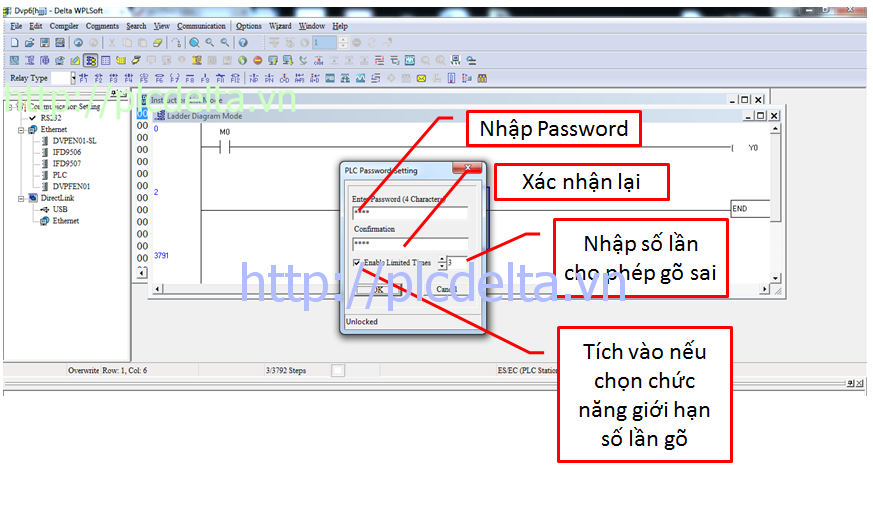 Dvp6[hjjj] - Delta WPLSoft
File Edit Compiler Comments Search View Communication Options Wizard Window Help
1
Relay Type
http://plcdelta.vn
Communication Setting
RS232
Ethernet
DVPEN01-SL
IFD9506
IFD9507
PLC
DVPFEN01
DirectLink
USB
Ethernet
Ladder Diagram Mode
0
M0
Y0
2
END
3791
PLC Password Setting
Enter Password (4 Characters)
****
Confirmation
****
Enable Limited Times 3
OK Cancel
Unlocked
http://plcdelta.vn
Nhập Password
Xác nhận lại
Nhập số lần
cho phép gõ sai
Tích vào nếu
chọn chức
năng giới hạn
số lần gõ
Overwrite Row: 1, Col: 6 3/3792 Steps ES/EC (PLC Station